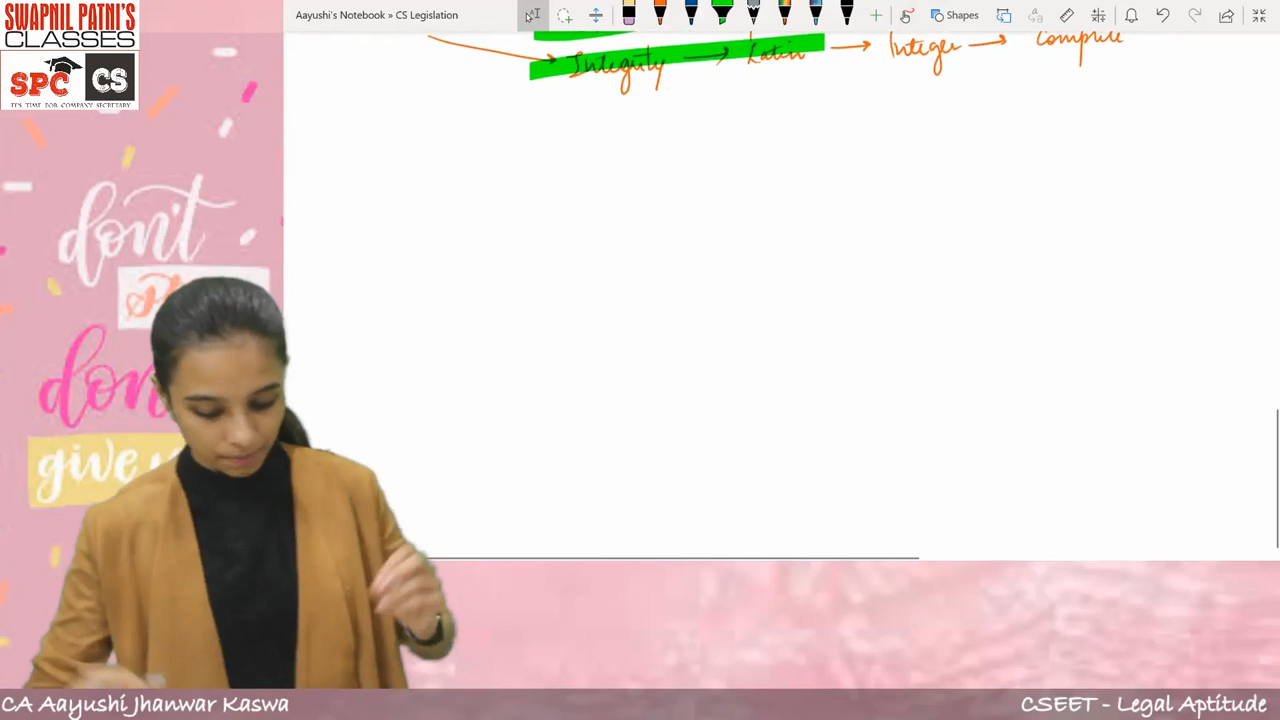 SWAPNIL PATNI'S
CLASSES
SPC CS
IT'S TIME FOR COMPANY SECRETARY
Aayushi's Notebook » CS Legislation
Shapes
Integrity → Latin → Integer →
don't
don
give
CA Aayushi Jhanwar Kaswa
CSEET - Legal Aptitude